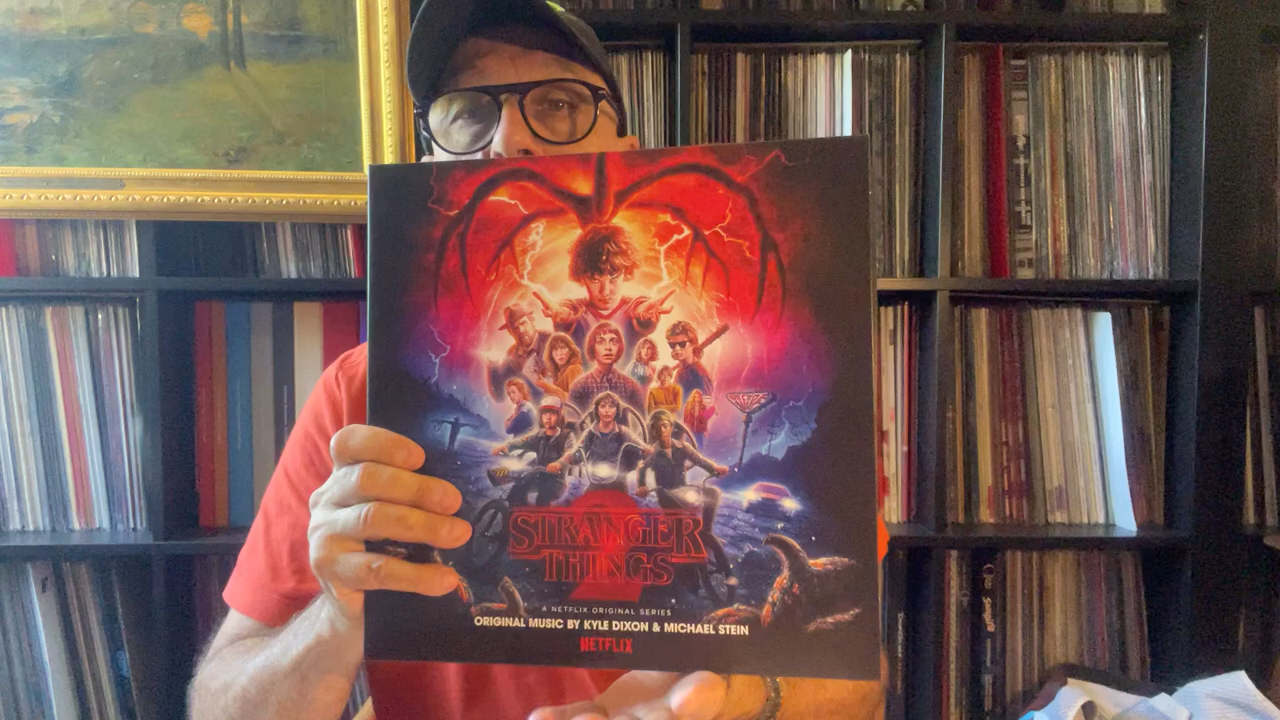 STRANGER
THINGS
2
A NETFLIX ORIGINAL SERIES
ORIGINAL MUSIC BY KYLE DIXON & MICHAEL STEIN
NETFLIX